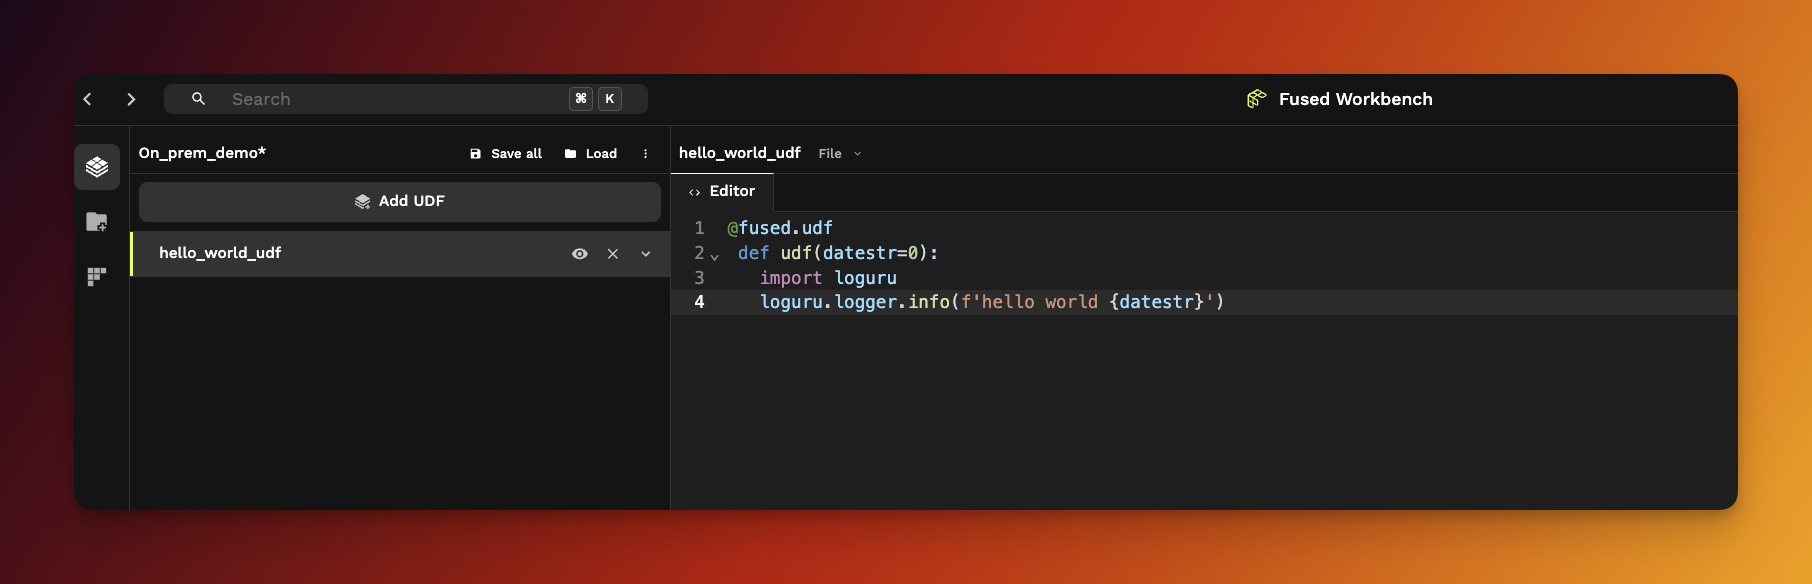 Search ⌘ K
Fused Workbench
On_prem_demo*
Save all
Load
Add UDF
hello_world_udf
hello_world_udf File
<> Editor
1 @fused.udf
2 def udf(datestr=0):
3 import loguru
4 loguru.logger.info(f'hello world {datestr}')